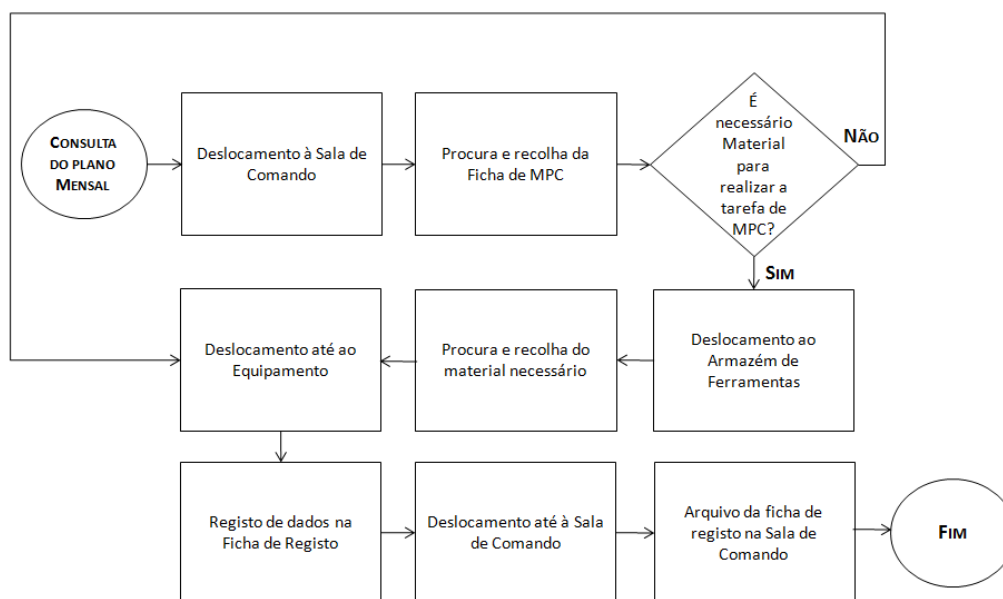 CONSULTA
DO PLANO
MENSAL
Deslocamento à Sala de
Comando
Procura e recolha da
Ficha de MPC
É
necessário
Material
para
realizar a
tarefa de
MPC?
NÃO
SIM
Deslocamento até ao
Equipamento
Procura e recolha do
material necessário
Deslocamento ao
Armazém de
Ferramentas
Registo de dados na
Ficha de Registo
Deslocamento até à Sala
de Comando
Arquivo da ficha de
registo na Sala de
Comando
FIM